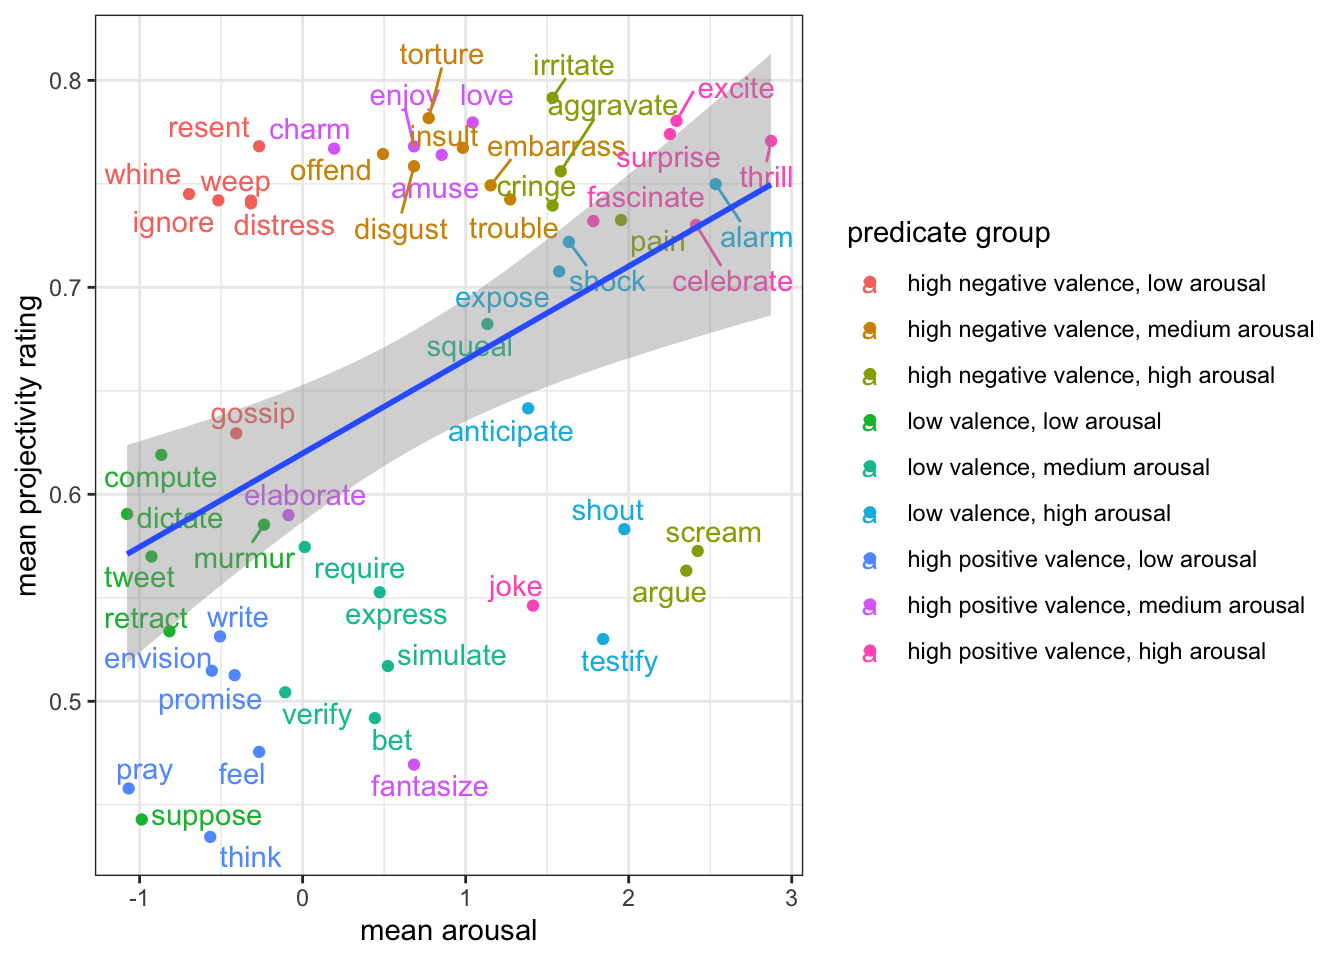 torture
irritate
enjoy
love
aggravate
excite
resent
charm
insult
embarrass
surprise
offend
whine
weep
amuse
cringe
thrill
fascinate
ignore
distress
disgust
trouble
pain
alarm
expose
shock
celebrate
squeal
gossip
anticipate
compute
elaborate
dictate
shout
murmur
scream
tweet
require
joke
argue
retract
write
express
envision
simulate
testify
promise
verify
bet
pray
feel
fantasize
suppose
think
0.8
0.7
0.6
0.5
mean projectivity rating
-1
0
1
2
3
mean arousal
predicate group
a high negative valence, low arousal
a high negative valence, medium arousal
a high negative valence, high arousal
a low valence, low arousal
a low valence, medium arousal
a low valence, high arousal
a high positive valence, low arousal
a high positive valence, medium arousal
a high positive valence, high arousal